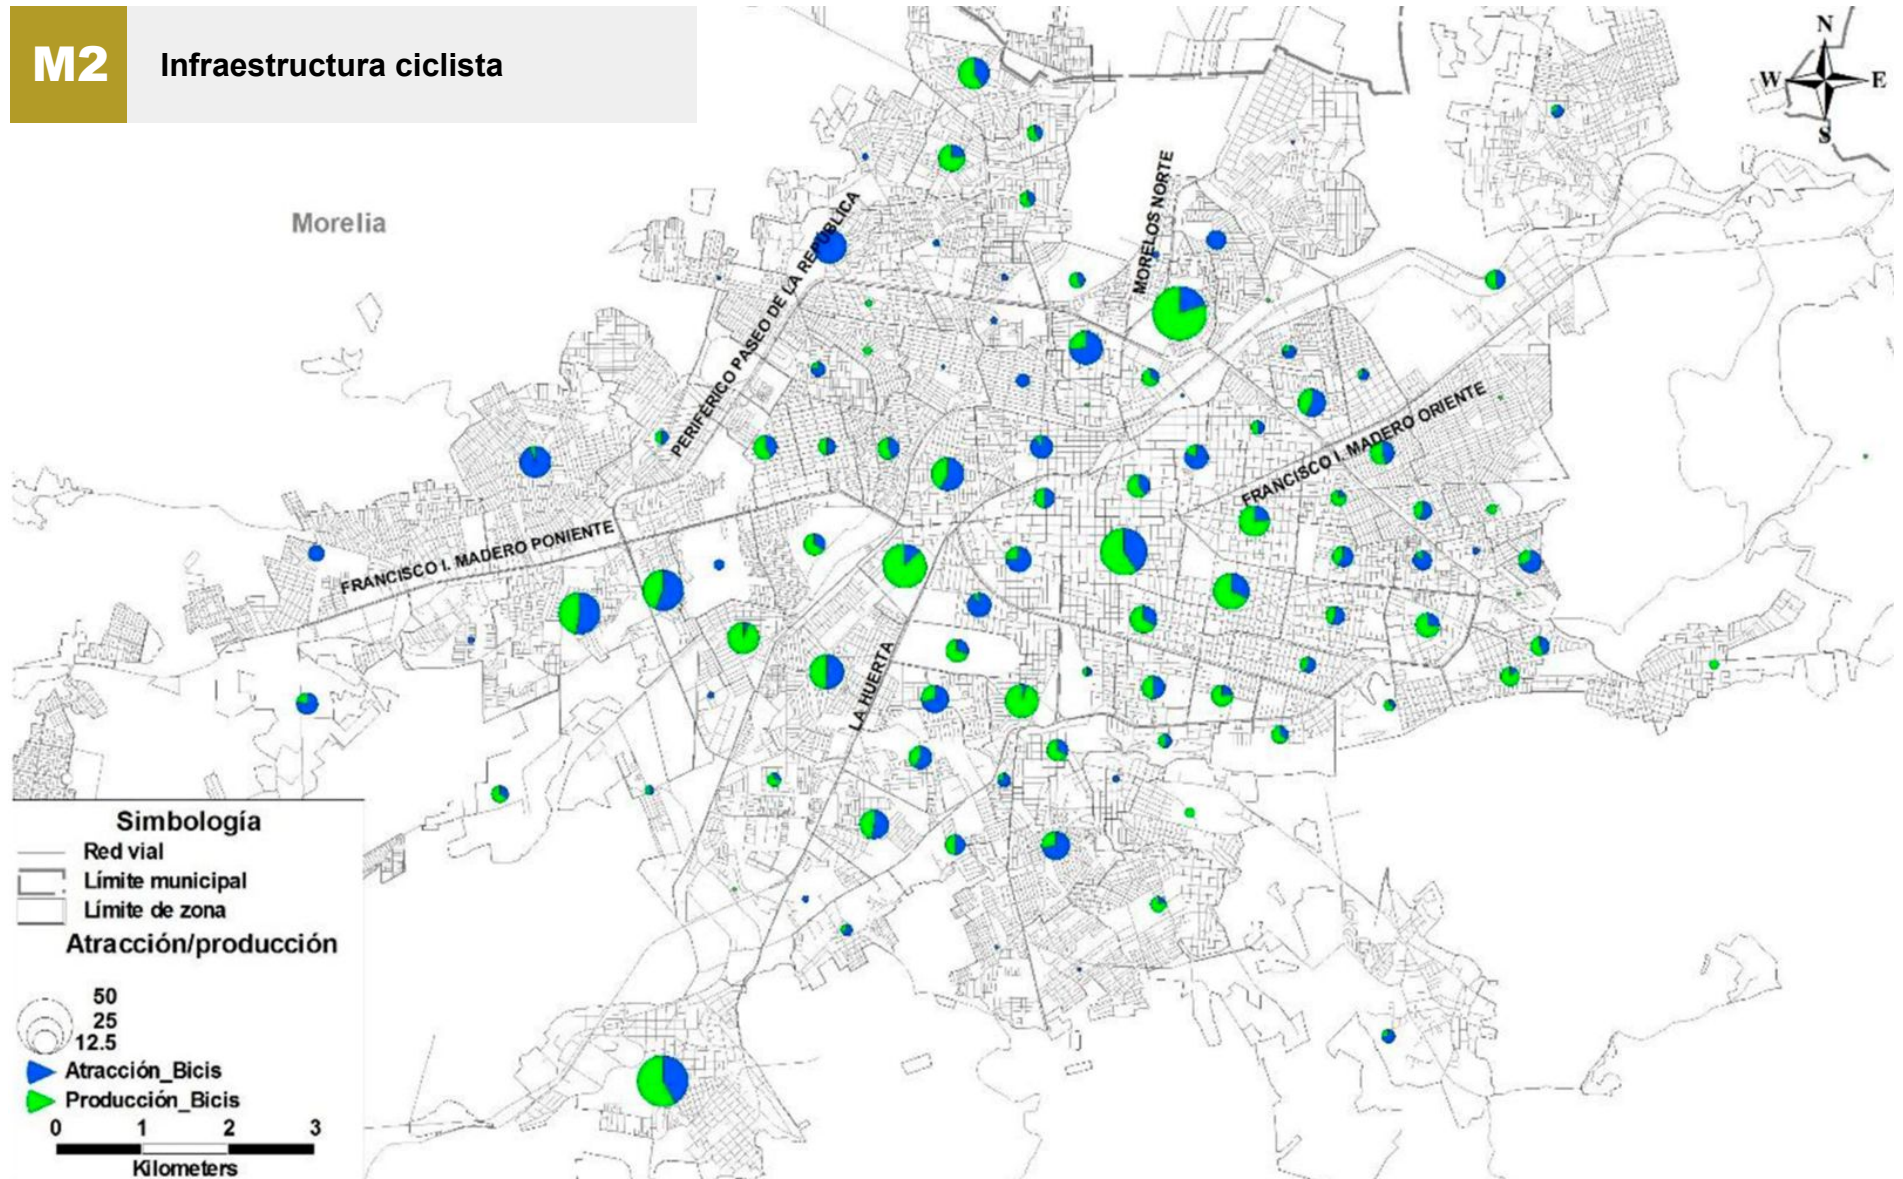 M2
Infraestructura ciclista
N
W
E
S
Morelia
PERIFERICO PASEO DE LA REPÚBLICA
MORELOS NORTE
FRANCISCO I. MADERO ORIENTE
FRANCISCO I. MADERO PONIENTE
LA HUERTA
Simbología
Red vial
Límite municipal
Límite de zona
Atracción/producción
50
25
12.5
Atracción_Bicis
Producción_Bicis
0 1 2 3
Kilometers